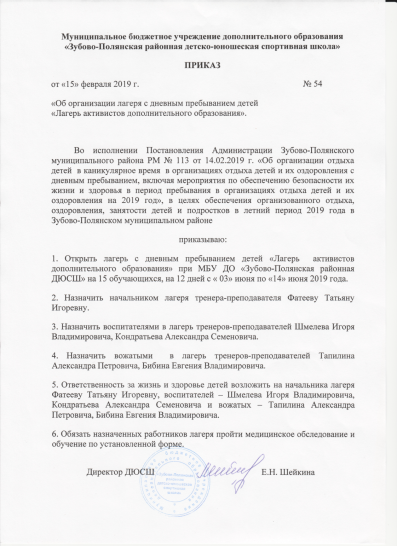 Муниципальное бюджетное учреждение дополнительного образования
«Зубово-Полянская районная детско-юношеская спортивная школа»
ПРИКАЗ
от «15» февраля 2019 г. № 54
«Об организации лагеря с дневным пребыванием детей
«Лагерь активистов дополнительного образования».
Во исполнении Постановления Администрации Зубово-Полянского
муниципального района РМ № 113 от 14.02.2019 г. «Об организации отдыха
детей в каникулярное время в организациях отдыха детей и их оздоровления с
дневным пребыванием, включая мероприятия по обеспечению безопасности их
жизни и здоровья в период пребывания в организациях отдыха детей и их
оздоровления на 2019 год», в целях обеспечения организованного отдыха,
оздоровления, занятости детей и подростков в летний период 2019 года в
Зубово-Полянском муниципальном районе
приказываю:
1. Открыть лагерь с дневным пребыванием детей «Лагерь активистов
дополнительного образования» при МБУ ДО «Зубово-Полянская районная
ДЮСШ» на 15 обучающихся, на 12 дней с « 03» июня по «14» июня 2019 года.
2. Назначить начальником лагеря тренера-преподавателя Фатееву Татьяну
Игоревну.
3. Назначить воспитателями в лагерь тренеров-преподавателей Шмелева Игоря
Владимировича, Кондратьева Александра Семеновича.
4. Назначить вожатыми в лагерь тренеров-преподавателей Тапилина
Александра Петровича, Бибина Евгения Владимировича.
5. Ответственность за жизнь и здоровье детей возложить на начальника лагеря
Фатееву Татьяну Игоревну, воспитателей – Шмелева Игоря Владимировича,
Кондратьева Александра Семеновича и вожатых – Тапилина Александра
Петровича, Бибина Евгения Владимировича.
6. Обязать назначенных работников лагеря пройти медицинское обследование и
обучение по установленной форме.
Директор ДЮСШ Е.Н. Шейкина